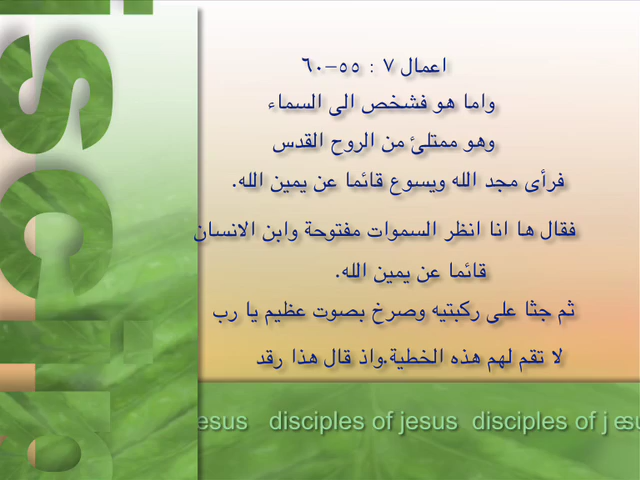 اعمال ٧ : ٥٥-٦٠
واما هو فشخص الى السماء
وهو ممتلئ من الروح القدس
فرأى مجد الله ويسوع قائما عن يمين الله.
فقال ها انا انظر السموات مفتوحة وابن الانسان
قائما عن يمين الله.
ثم جثا على ركبتيه وصرخ بصوت عظيم يا رب
لا تقم لهم هذه الخطية.واذ قال هذا رقد
esus disciples of jesus disciples of j esu